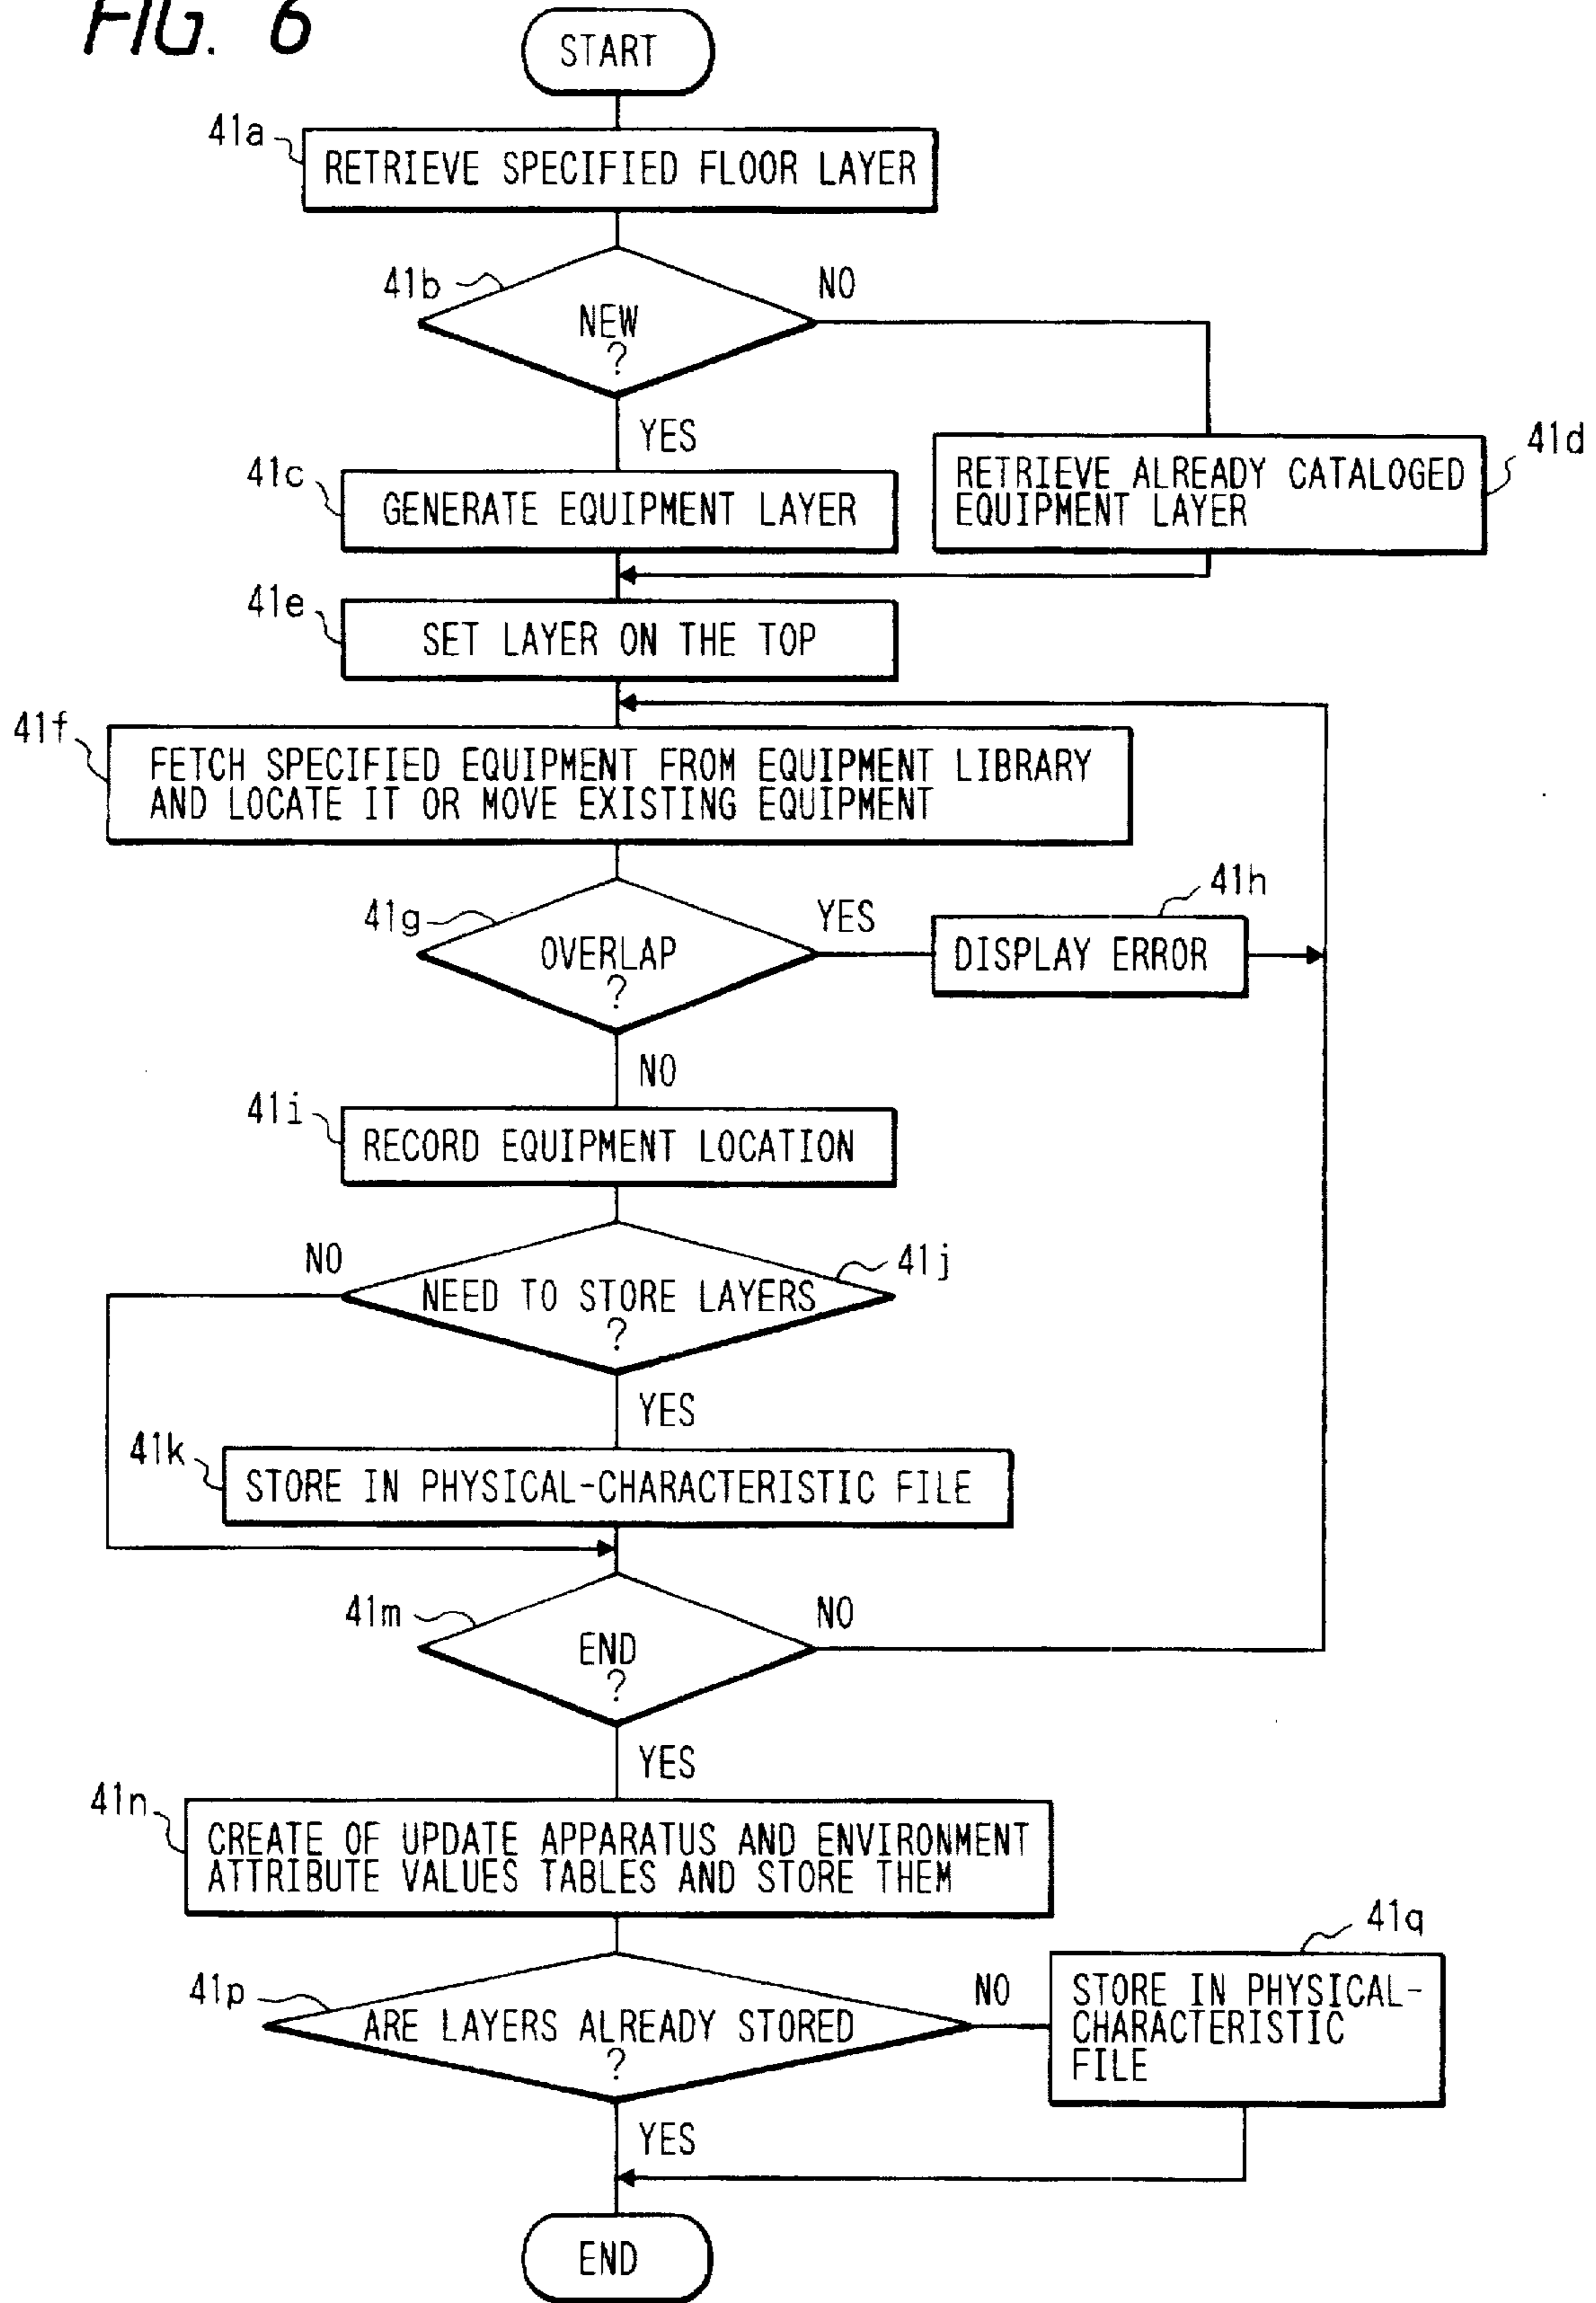 FIG. 6
START
41a
RETRIEVE SPECIFIED FLOOR LAYER
41b
NEW
?
NO
YES
41c
GENERATE EQUIPMENT LAYER
41d
RETRIEVE ALREADY CATALOGED
EQUIPMENT LAYER
41e
SET LAYER ON THE TOP
41f
FETCH SPECIFIED EQUIPMENT FROM EQUIPMENT LIBRARY
AND LOCATE IT OR MOVE EXISTING EQUIPMENT
41g
OVERLAP
?
YES
41h
DISPLAY ERROR
NO
41i
RECORD EQUIPMENT LOCATION
NO
41j
NEED TO STORE LAYERS
?
YES
41k
STORE IN PHYSICAL-CHARACTERISTIC FILE
41m
END
?
NO
YES
41n
CREATE OF UPDATE APPARATUS AND ENVIRONMENT
ATTRIBUTE VALUES TABLES AND STORE THEM
41p
ARE LAYERS ALREADY STORED
?
NO
41q
STORE IN PHYSICAL-
CHARACTERISTIC
FILE
YES
END